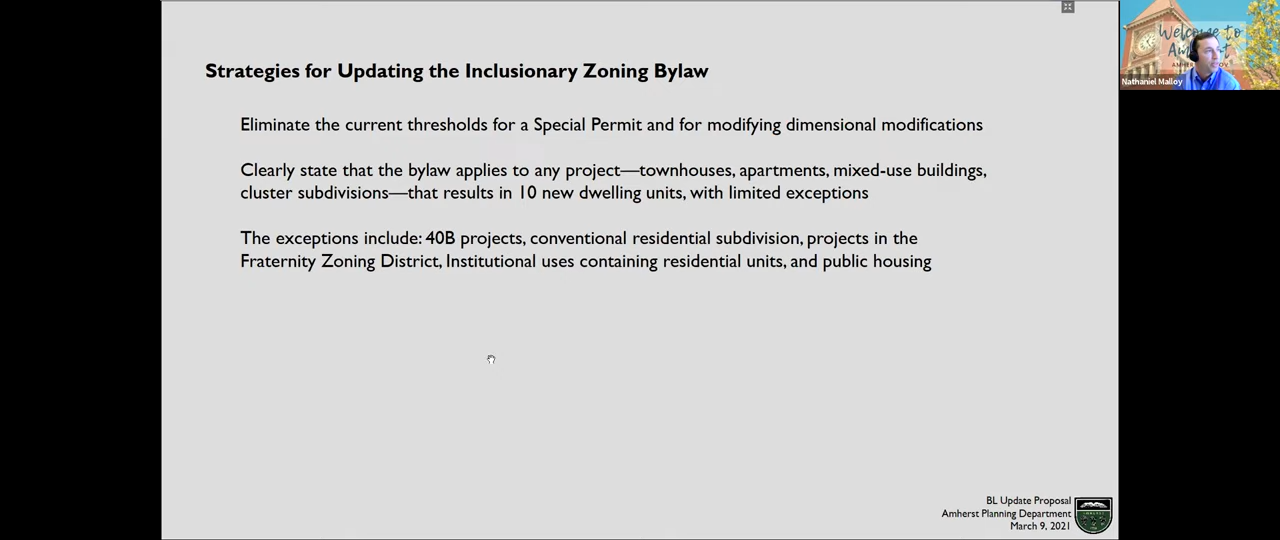 Strategies for Updating the Inclusionary Zoning Bylaw
Eliminate the current thresholds for a Special Permit and for modifying dimensional modifications
Clearly state that the bylaw applies to any project—townhouses, apartments, mixed-use buildings,
cluster subdivisions—that results in 10 new dwelling units, with limited exceptions
The exceptions include: 40B projects, conventional residential subdivision, projects in the
Fraternity Zoning District, Institutional uses containing residential units, and public housing
BL Update Proposal
Amherst Planning Department
March 9, 2021
Welcome to
Nathaniel Malloy